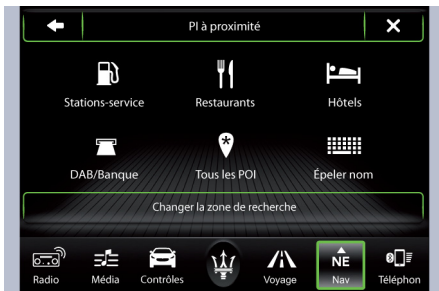 PI à proximité
Stations-service
Restaurants
Hôtels
DAB/Banque
Tous les POI
Épeler nom
Changer la zone de recherche
NE
Radio
Média
Contrôles
Voyage
Nav
Téléphon